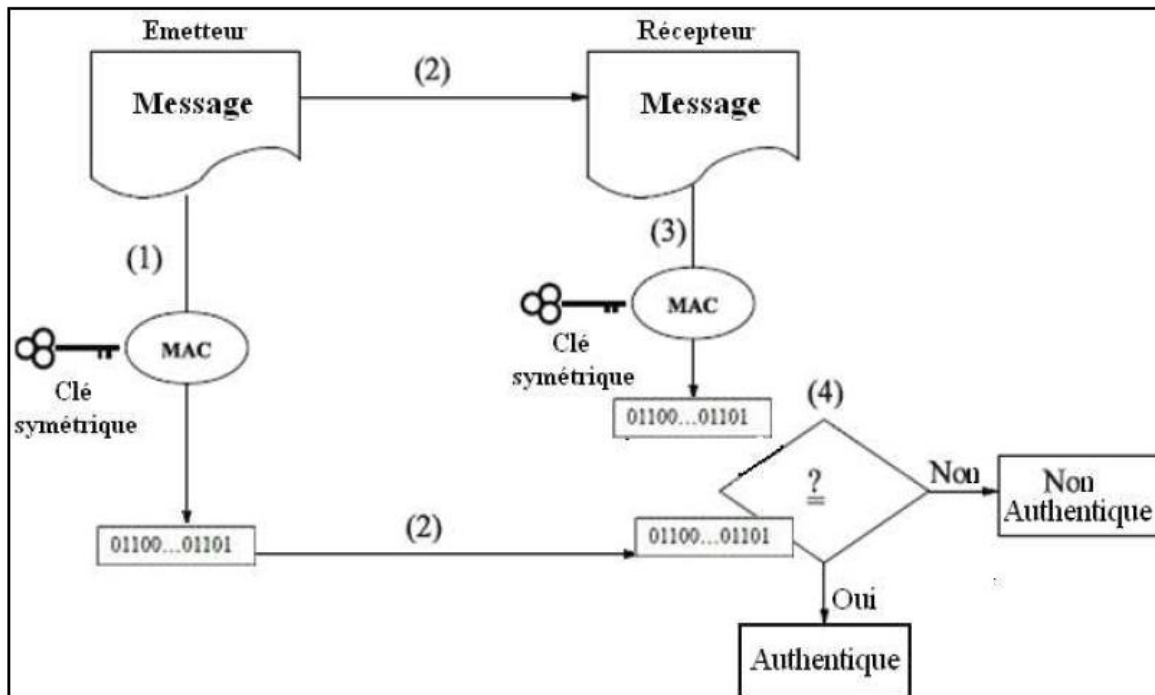 Emetteur
Récepteur
Message
(2)
Message
(1)
(3)
MAC
Clé
symétrique
MAC
Clé
symétrique
01100...01101
(4)
?
=
Non
Non
Authentique
01100...01101
(2)
01100...01101
Oui
Authentique